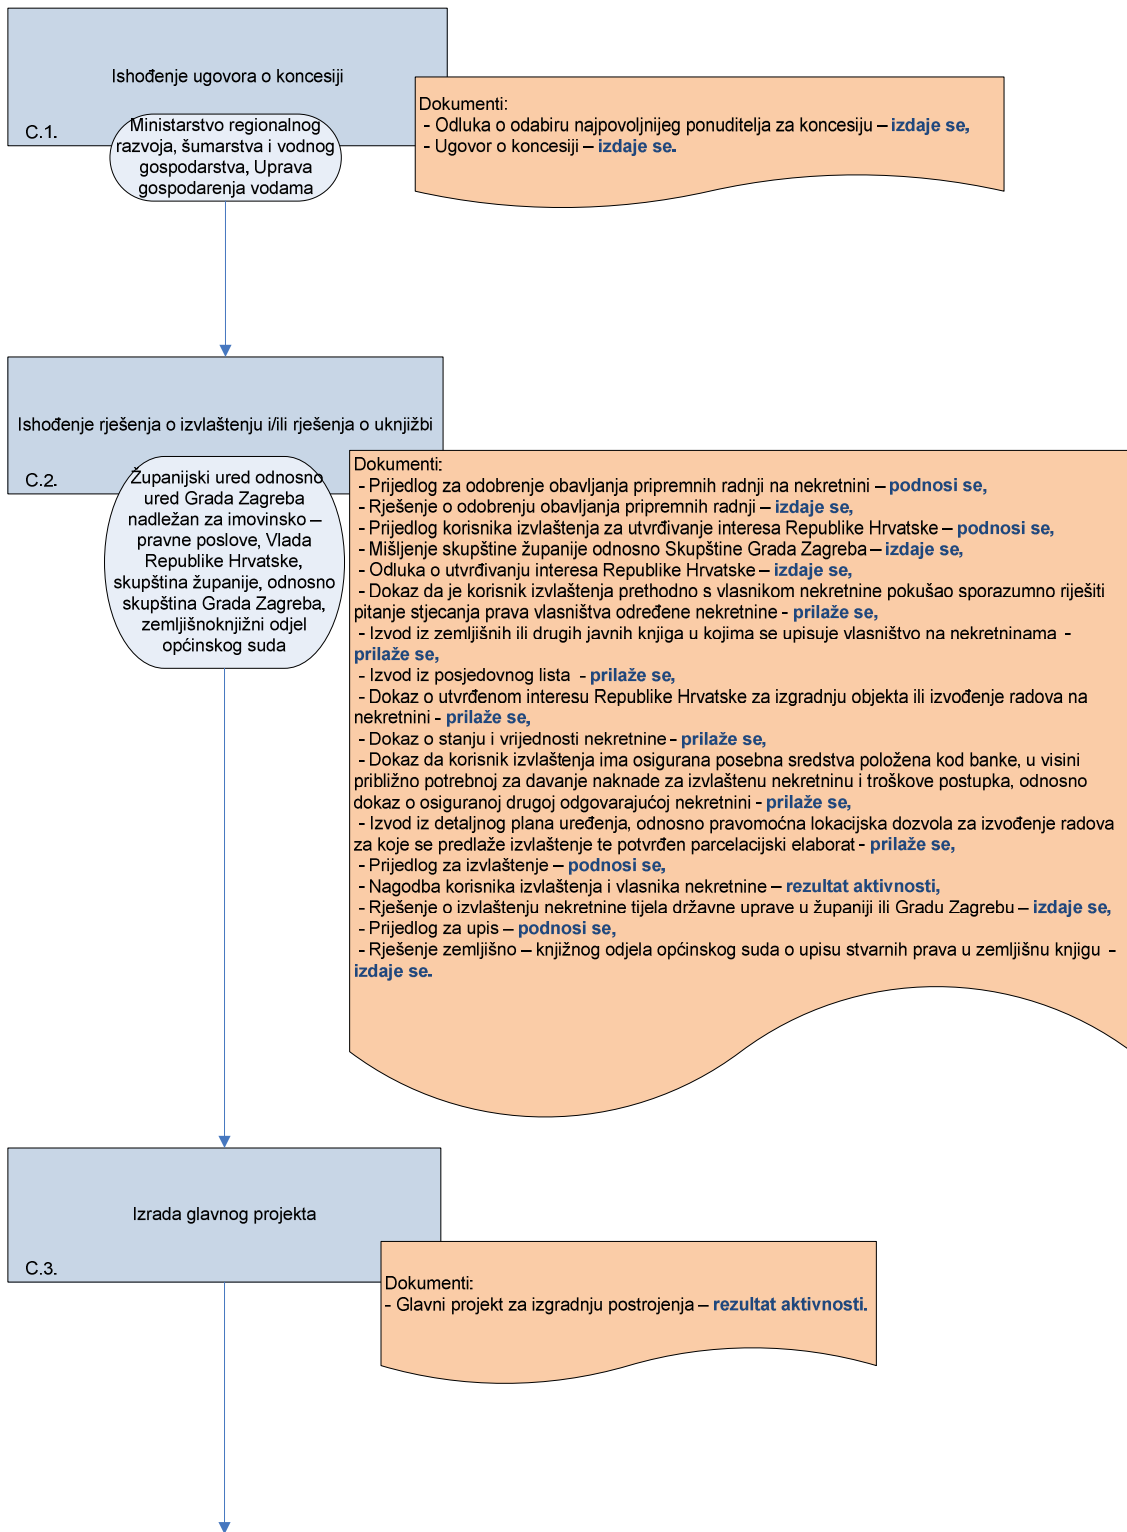 Ishođenje ugovora o koncesiji
C.1.
Ministarstvo regionalnog
razvoja, šumarstva i vodnog
gospodarstva, Uprava
gospodarenja vodama
Dokumenti:
- Odluka o odabiru najpovoljnijeg ponuditelja za koncesiju – izdaje se,
- Ugovor o koncesiji – izdaje se.
Ishođenje rješenja o izvlaštenju i/ili rješenja o uknjižbi
C.2.
Županijski ured odnosno
ured Grada Zagreba
nadležan za imovinsko –
pravne poslove, Vlada
Republike Hrvatske,
skupština županije, odnosno
skupština Grada Zagreba,
zemljišnoknjižni odjel
općinskog suda
Dokumenti:
- Prijedlog za odobrenje obavljanja pripremnih radnji na nekretnini – podnosi se,
- Rješenje o odobrenju obavljanja pripremnih radnji – izdaje se,
- Prijedlog korisnika izvlaštenja za utvrđivanje interesa Republike Hrvatske – podnosi se,
- Mišljenje skupštine županije odnosno Skupštine Grada Zagreba – izdaje se,
- Odluka o utvrđivanju interesa Republike Hrvatske – izdaje se,
- Dokaz da je korisnik izvlaštenja prethodno s vlasnikom nekretnine pokušao sporazumno riješiti
pitanje stjecanja prava vlasništva određene nekretnine - prilaže se,
- Izvod iz zemljišnih ili drugih javnih knjiga u kojima se upisuje vlasništvo na nekretninama -
prilaže se,
- Izvod iz posjedovnog lista - prilaže se,
- Dokaz o utvrđenom interesu Republike Hrvatske za izgradnju objekta ili izvođenje radova na
nekretnini - prilaže se,
- Dokaz o stanju i vrijednosti nekretnine – prilaže se,
- Dokaz da korisnik izvlaštenja ima osigurana posebna sredstva položena kod banke, u visini
približno potrebnoj za davanje naknade za izvlaštenu nekretninu i troškove postupka, odnosno
dokaz o osiguranoj drugoj odgovarajućoj nekretnini - prilaže se,
- Izvod iz detaljnog plana uređenja, odnosno pravomoćna lokacijska dozvola za izvođenje radova
za koje se predlaže izvlaštenje te potvrđen parcelacijski elaborat - prilaže se,
- Prijedlog za izvlaštenje – podnosi se,
- Nagodba korisnika izvlaštenja i vlasnika nekretnine – rezultat aktivnosti,
- Rješenje o izvlaštenju nekretnine tijela državne uprave u županiji ili Gradu Zagrebu – izdaje se,
- Prijedlog za upis – podnosi se,
- Rješenje zemljišno – knjižnog odjela općinskog suda o upisu stvarnih prava u zemljišnu knjigu -
izdaje se.
Izrada glavnog projekta
C.3.
Dokumenti:
- Glavni projekt za izgradnju postrojenja – rezultat aktivnosti.